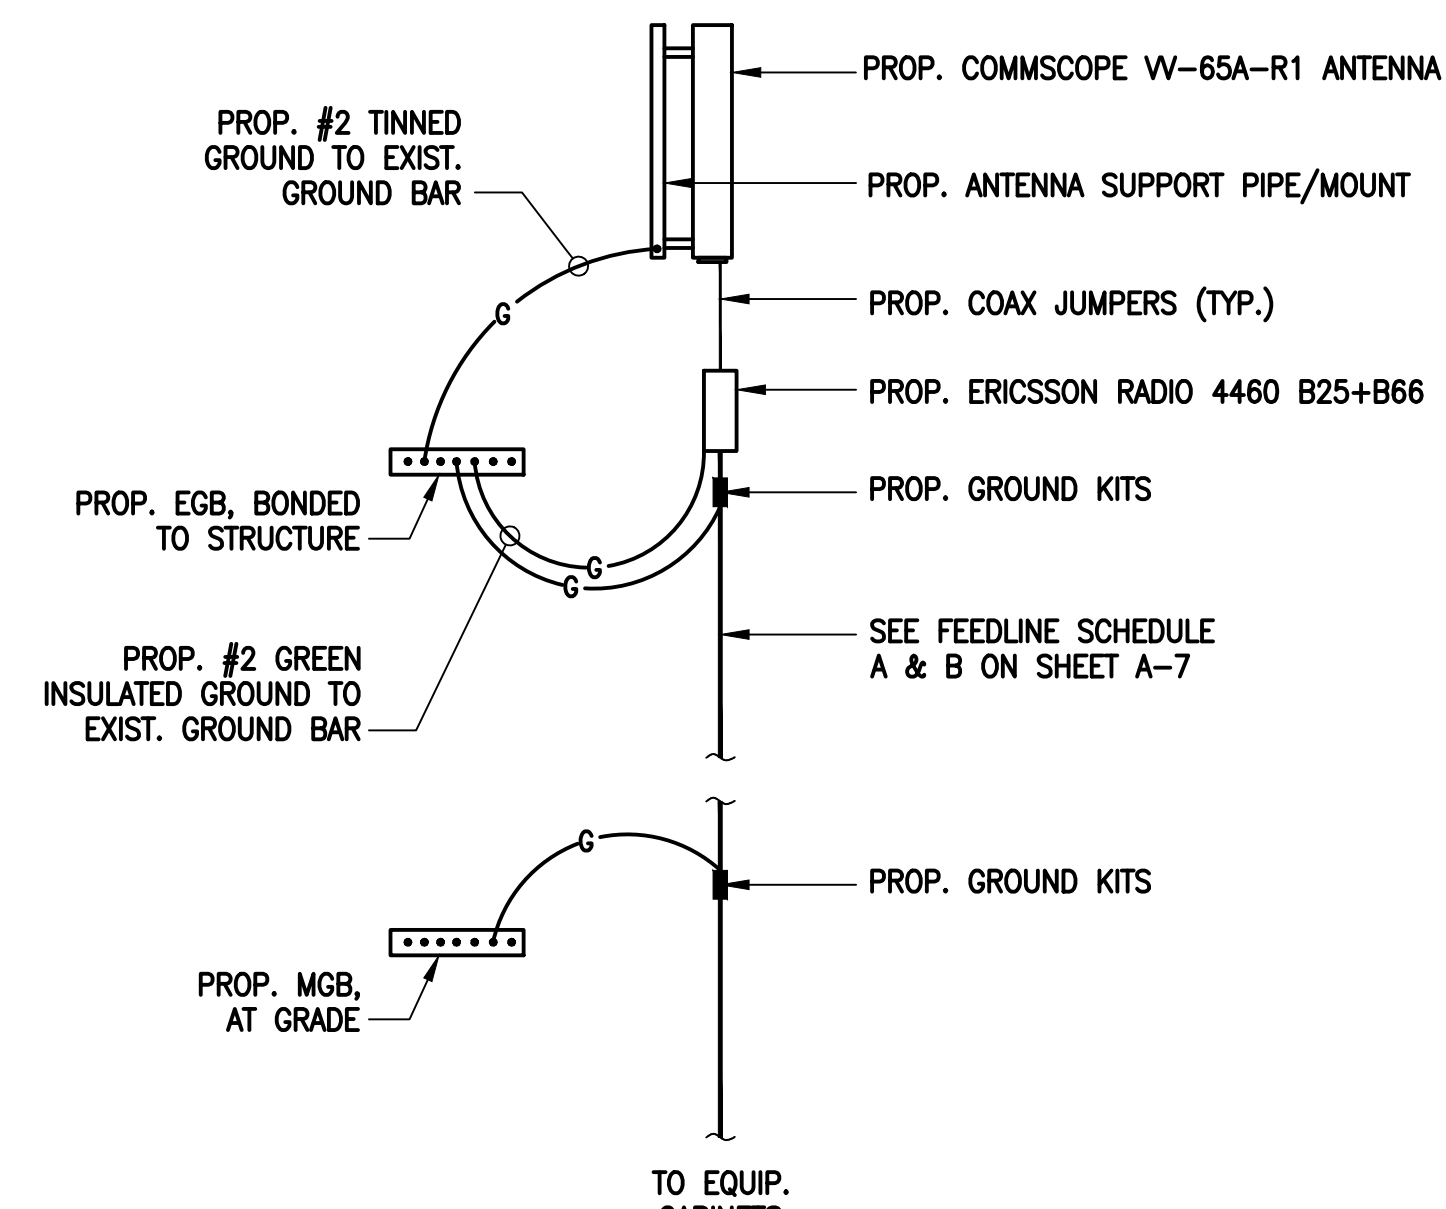 PROP. COMMSCOPE VV-65A-R1 ANTENNA
PROP. #2 TINNED
GROUND TO EXIST.
GROUND BAR
PROP. ANTENNA SUPPORT PIPE/MOUNT
PROP. COAX JUMPERS (TYP.)
G
PROP. ERICSSON RADIO 4460 B25+B66
PROP. EGB, BONDED
TO STRUCTURE
PROP. GROUND KITS
G
G
SEE FEEDLINE SCHEDULE
A & B ON SHEET A-7
PROP. #2 GREEN
INSULATED GROUND TO
EXIST. GROUND BAR
G
PROP. GROUND KITS
PROP. MGB,
AT GRADE
TO EQUIP.